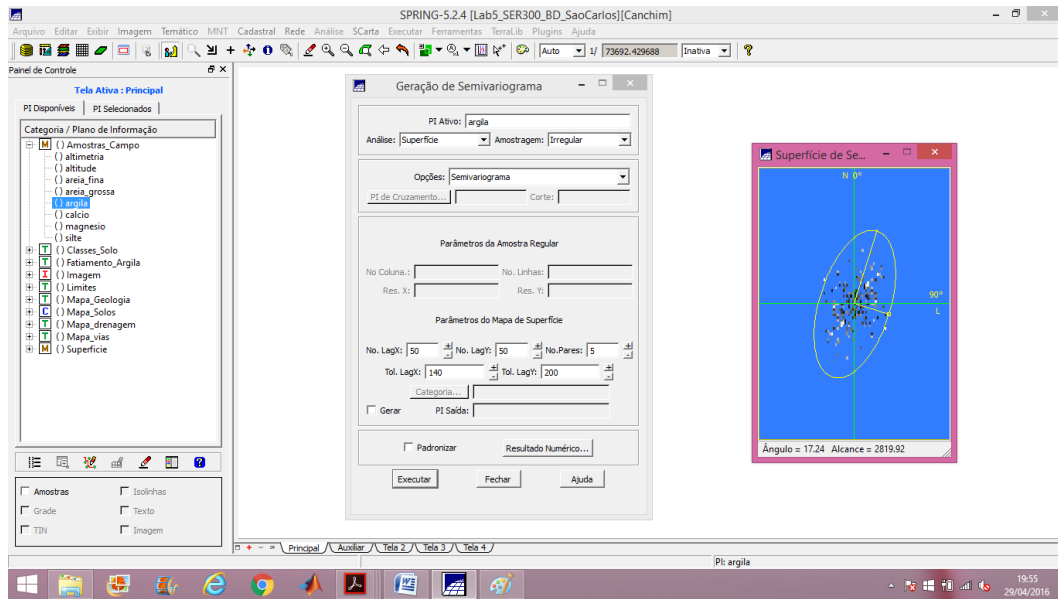 SPRING-5.2.4 [Lab5_SER300_BD_SaoCarlos][Canchim]
Arquivo Editar Exibir Imagem Temático MNT Cadastral Rede Análise SCarta Executar Ferramentas TerraLib Plugins Ajuda
Auto 1/ 73692.429688 Inativa
Painel de Controle
Tela Ativa : Principal
PI Disponíveis PI Selecionados
Categoria / Plano de Informação
M () Amostras_Campo
() altimetria
() altitude
() areia_fina
() areia_grossa
() argila
() calcio
() magnesio
() silte
T () Classes_Solo
T () Fatiamento_Argila
I () Imagem
T () Limites
T () Mapa_Geologia
C () Mapa_Solos
T () Mapa_drenagem
T () Mapa_vias
M () Superficie
Amostras Isolinhas
Grade Texto
TIN Imagem
Geração de Semivariograma
PI Ativo: argila
Análise: Superfície Amostragem: Irregular
Opções: Semivariograma
PI de Cruzamento... Corte:
Parâmetros da Amostra Regular
No Coluna.: No. Linhas:
Res. X: Res. Y:
Parâmetros do Mapa de Superfície
No. LagX: 50 No. LagY: 50 No.Pares: 5
Tol. LagX: 140 Tol. LagY: 200
Categoria...
Gerar PI Saída:
Padronizar Resultado Numérico...
Executar Fechar Ajuda
Superfície de Se...
N 0°
90°
L
Ângulo = 17.24 Alcance = 2819.92
Principal Auxiliar Tela 2 Tela 3 Tela 4
PI: argila
19:55
29/04/2016